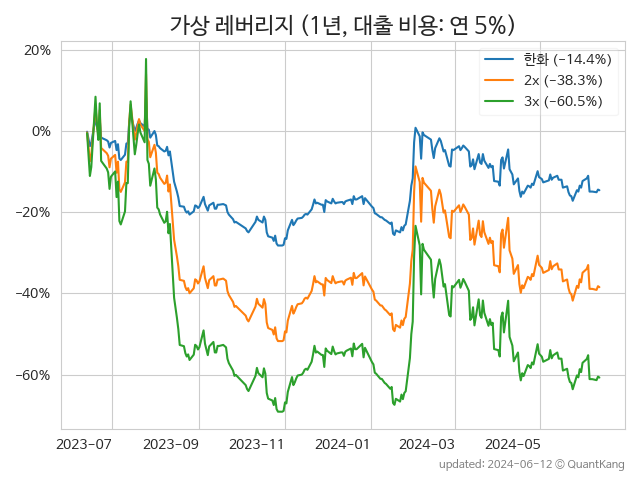 가상 레버리지 (1년, 대출 비용: 연 5%)
한화 (−14.4%)
2x (−38.3%)
3x (−60.5%)
20%
0%
−20%
−40%
−60%
2023-07 2023-09 2023-11 2024-01 2024-03 2024-05
updated: 2024-06-12 © QuantKang